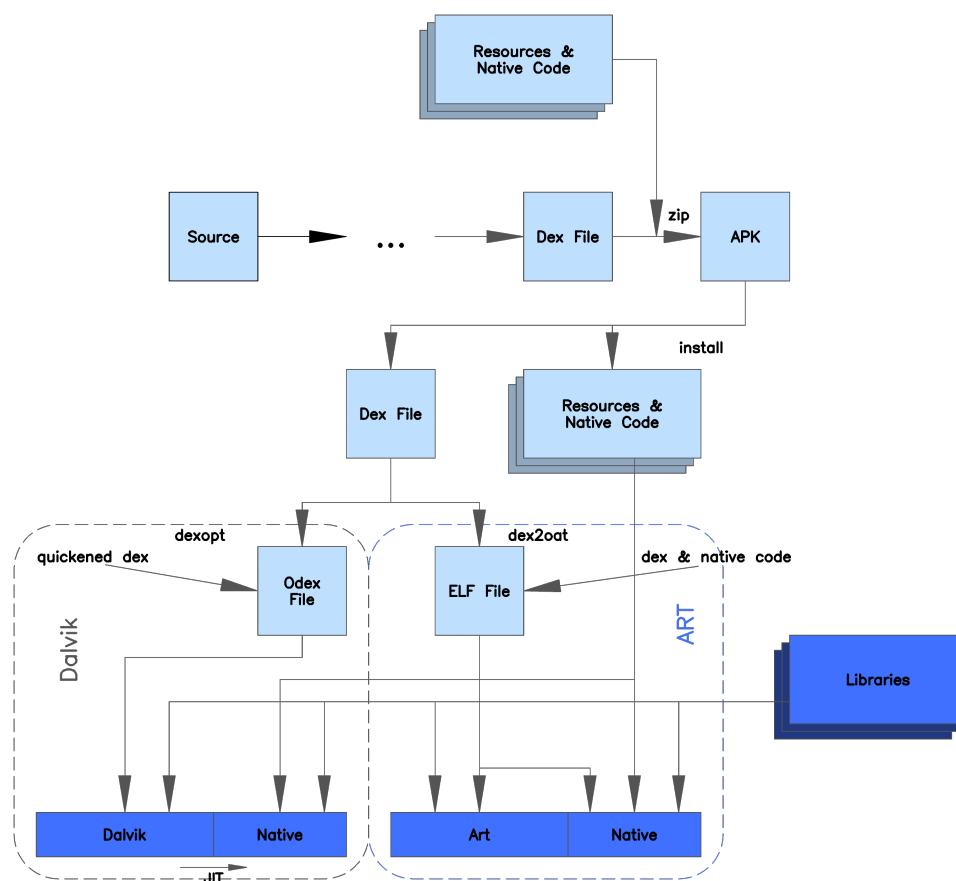 Resources &
Native Code
zip
Source
...
Dex File
APK
install
Dex File
Resources &
Native Code
dexopt
dex2oat
quickened dex
dex & native code
Odex
File
ELF File
Dalvik
ART
Libraries
Dalvik
Native
Art
Native
JIT